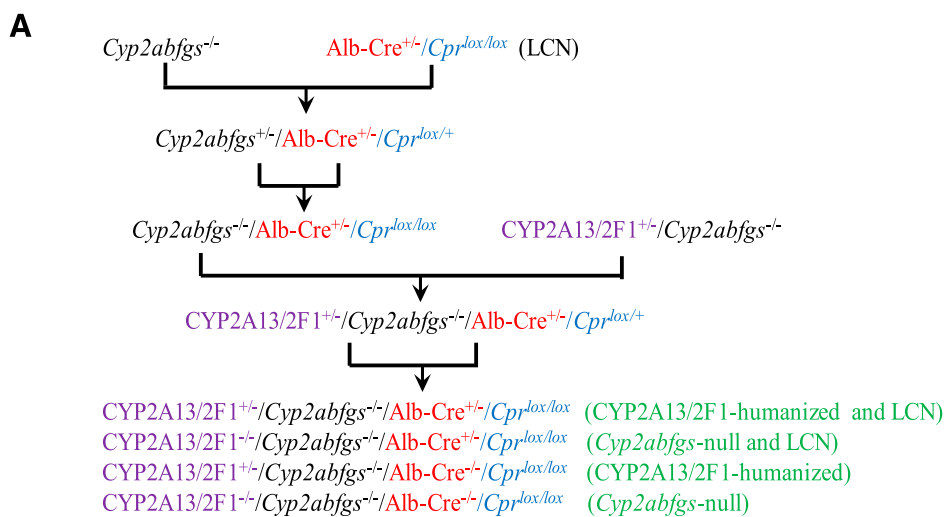 A
Cyp2abfgs-/- Alb-Cre+/-/Cprlox/lox (LCN)
Cyp2abfgs+/-/Alb-Cre+/-/Cprlox/+
Cyp2abfgs-/-/Alb-Cre+/-/Cprlox/lox CYP2A13/2F1+/-/Cyp2abfgs-/-
CYP2A13/2F1+/-/Cyp2abfgs-/-/Alb-Cre+/-/Cprlox/+
CYP2A13/2F1+/-/Cyp2abfgs-/-/Alb-Cre+/-/Cprlox/lox (CYP2A13/2F1-humanized and LCN)
CYP2A13/2F1-/-/Cyp2abfgs-/-/Alb-Cre+/-/Cprlox/lox (Cyp2abfgs-null and LCN)
CYP2A13/2F1+/-/Cyp2abfgs-/-/Alb-Cre-/-/Cprlox/lox (CYP2A13/2F1-humanized)
CYP2A13/2F1-/-/Cyp2abfgs-/-/Alb-Cre-/-/Cprlox/lox (Cyp2abfgs-null)